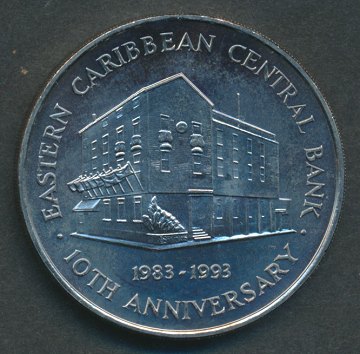 EASTERN CARIBBEAN CENTRAL BANK
1983-1993
10TH ANNIVERSARY